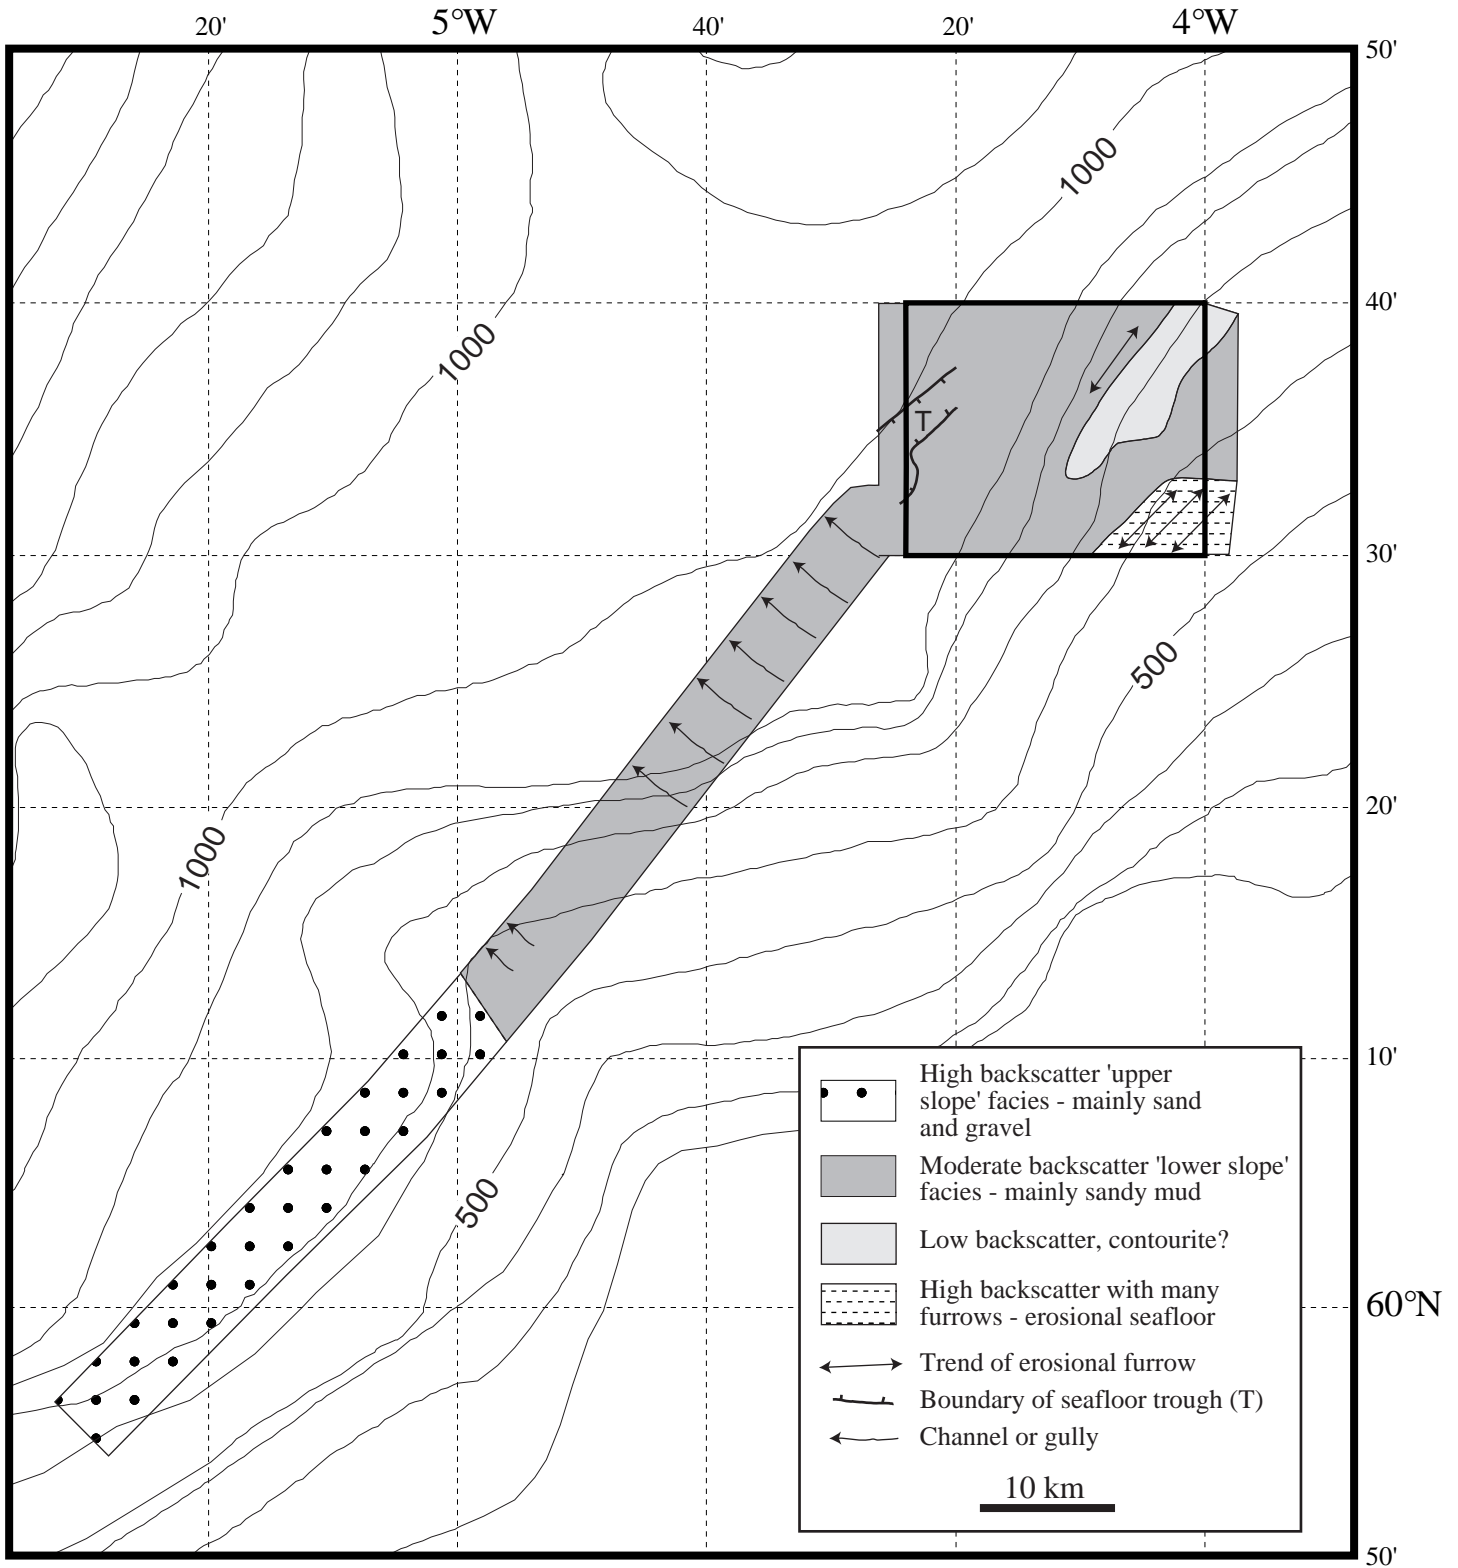 20'
5°W
40'
20'
4°W
50'
1000
40'
1000
T
30'
500
20'
1000
10'
High backscatter 'upper
slope' facies - mainly sand
and gravel
Moderate backscatter 'lower slope'
facies - mainly sandy mud
500
Low backscatter, contourite?
High backscatter with many
furrows - erosional seafloor
60°N
Trend of erosional furrow
Boundary of seafloor trough (T)
Channel or gully
10 km
50'